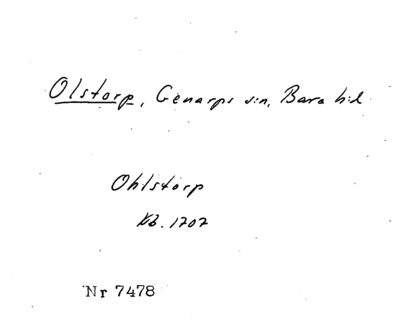 Olstorp, Genarps sn, Bara hd
Ohlstorp
Kb. 1707
Nr 7478